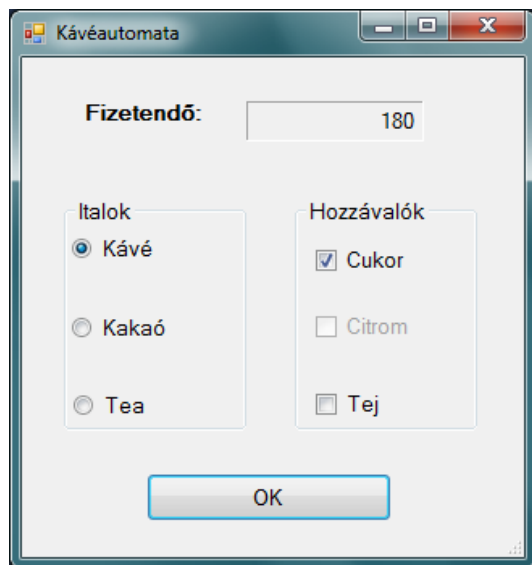 Kávéautomata
Fizetendő:
180
Italok
Kávé
Kakaó
Tea
Hozzávalók
Cukor
Citrom
Tej
OK